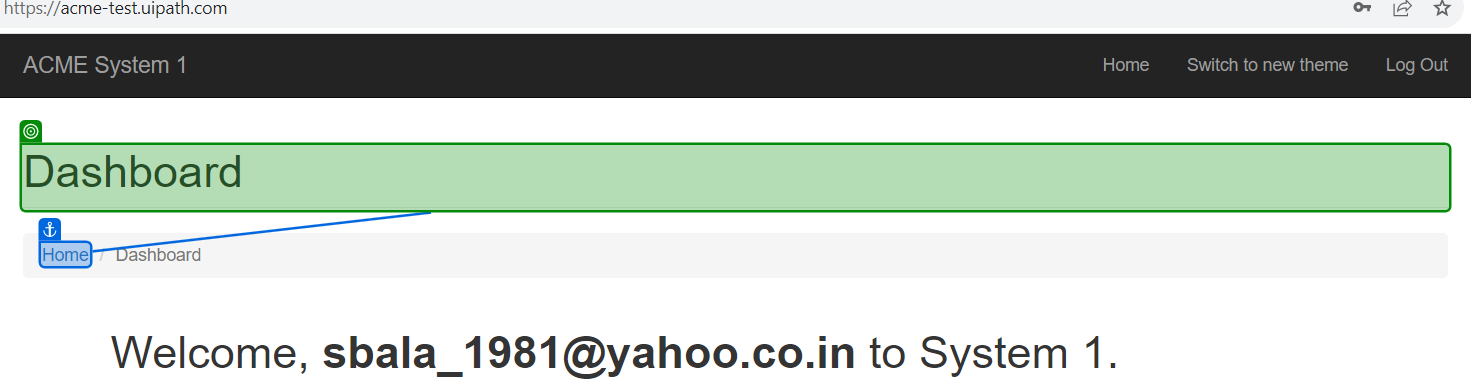 https://acme-test.uipath.com
ACME System 1 Home Switch to new theme Log Out
Dashboard
Home / Dashboard
Welcome, sbala_1981@yahoo.co.in to System 1.